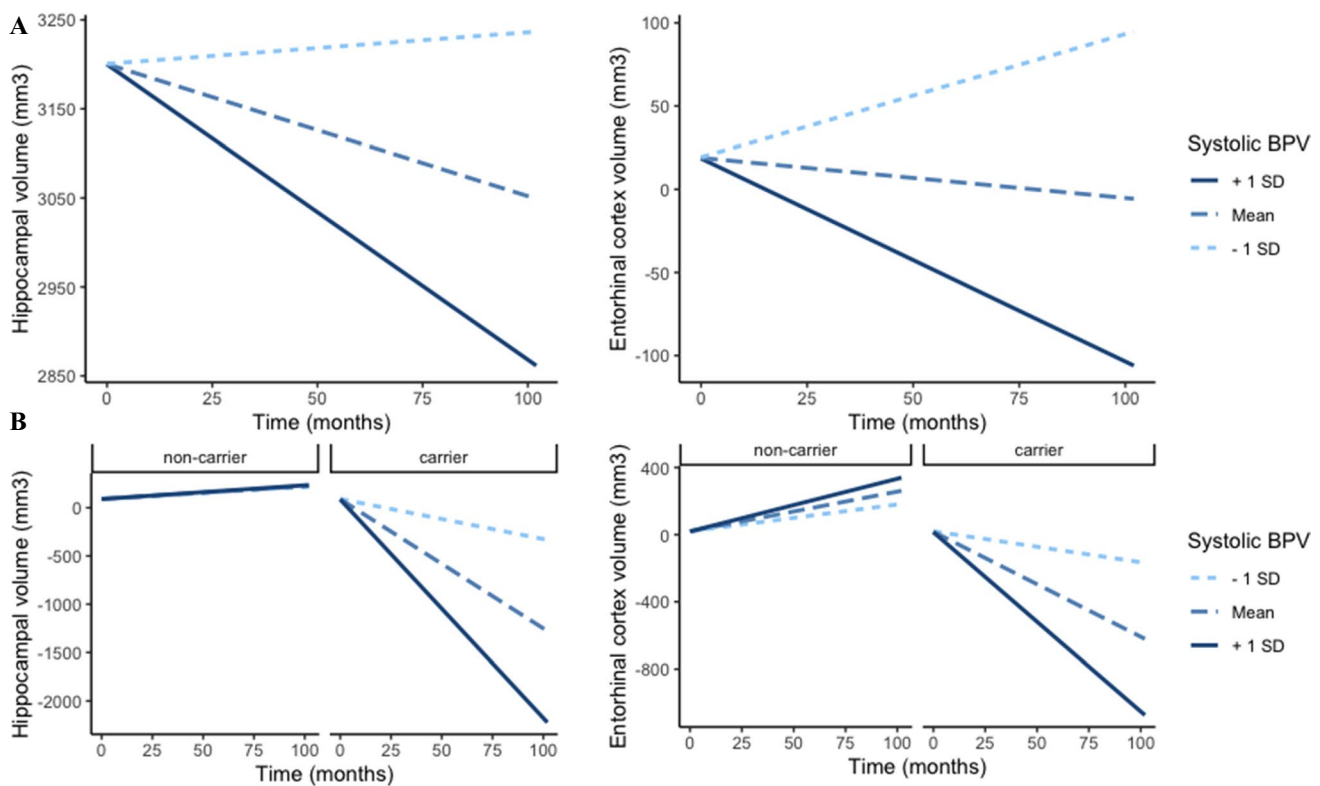 A
Hippocampal volume (mm3)
3250
3150
3050
2950
2850
0 25 50 75 100
Time (months)
Entorhinal cortex volume (mm3)
100
50
0
-50
-100
0 25 50 75 100
Time (months)
Systolic BPV
+ 1 SD
Mean
- 1 SD
B
non-carrier carrier
Hippocampal volume (mm3)
0
-500
-1000
-1500
-2000
0 25 50 75 100 0 25 50 75 100
Time (months)
non-carrier carrier
Entorhinal cortex volume (mm3)
400
0
-400
-800
0 25 50 75 100 0 25 50 75 100
Time (months)
Systolic BPV
- 1 SD
Mean
+ 1 SD